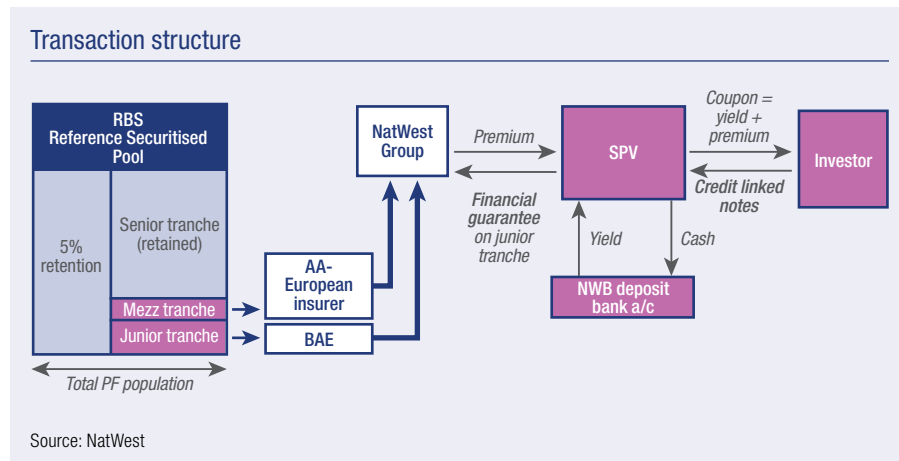 Transaction structure
RBS
Reference Securitised
Pool
5%
retention
Senior tranche
(retained)
Mezz tranche
Junior tranche
Total PF population
AA-
European
insurer
BAE
NatWest
Group
Premium
Financial
guarantee
on junior
tranche
SPV
Yield
Cash
NWB deposit
bank a/c
Coupon =
yield +
premium
Credit linked
notes
Investor
Source: NatWest